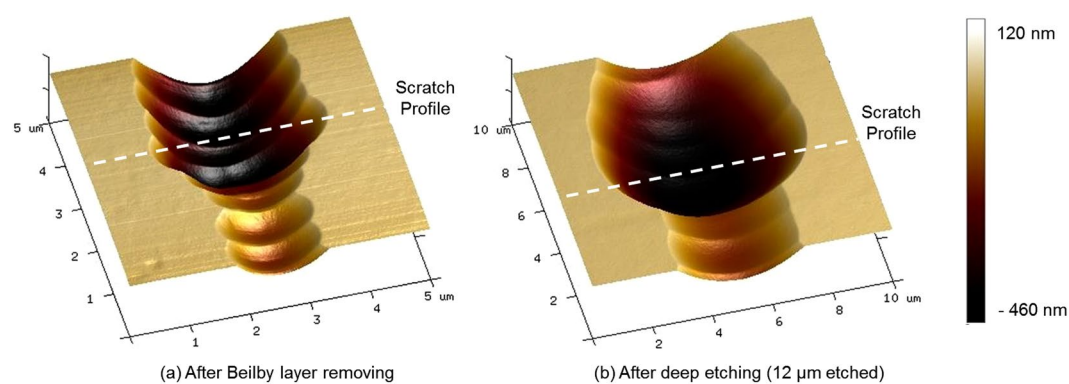 120 nm
Scratch
Profile
Scratch
Profile
5 um
4
3
2
1
1
2
3
4
5 um
10 um
8
6
4
2
2
4
6
8
10 um
- 460 nm
(a) After Beilby layer removing
(b) After deep etching (12 µm etched)